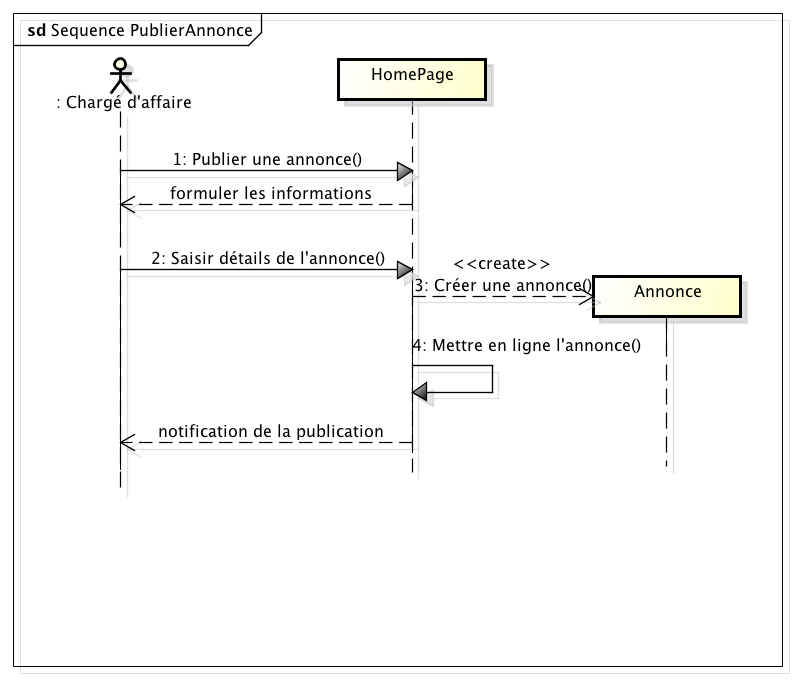 sd Sequence PublierAnnonce
HomePage
: Chargé d'affaire
1: Publier une annonce()
formuler les informations
2: Saisir détails de l'annonce()
<<create>>
3: Créer une annonce()
Annonce
4: Mettre en ligne l'annonce()
notification de la publication